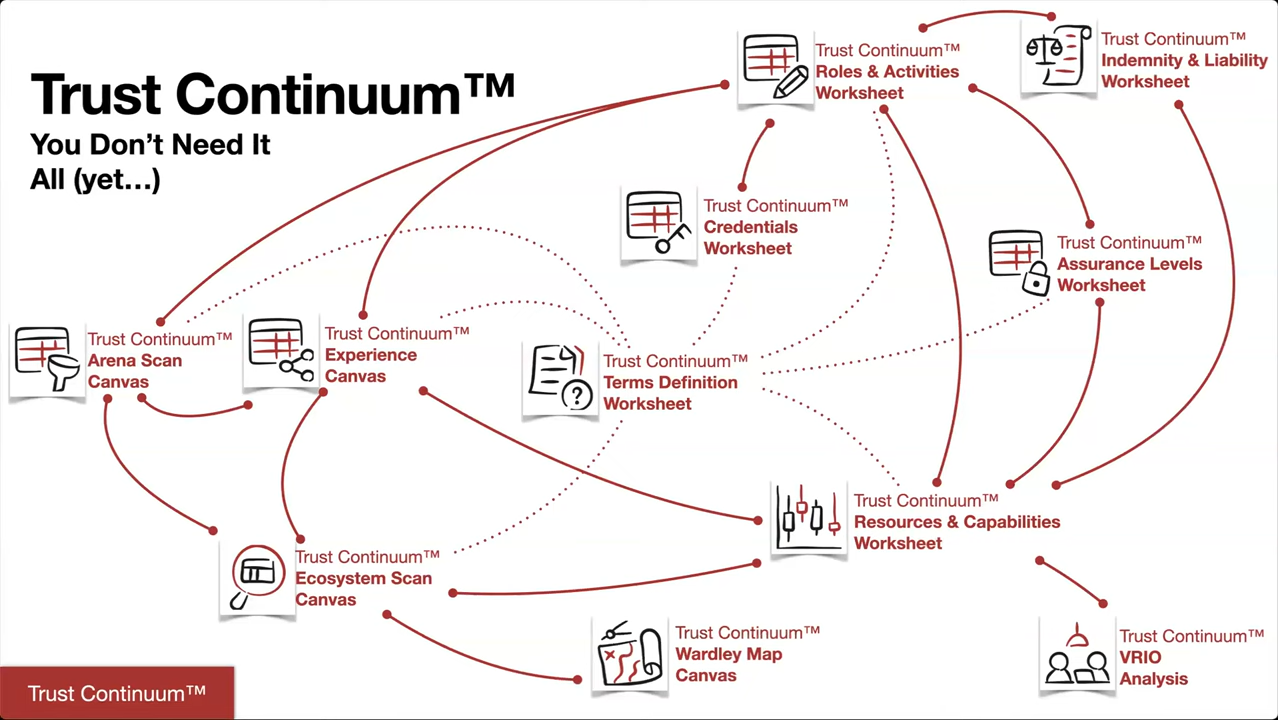 Trust Continuum™
You Don’t Need It
All (yet…)
Trust Continuum™
Roles & Activities
Worksheet
Trust Continuum™
Indemnity & Liability
Worksheet
Trust Continuum™
Credentials
Worksheet
Trust Continuum™
Assurance Levels
Worksheet
Trust Continuum™
Arena Scan
Canvas
Trust Continuum™
Experience
Canvas
Trust Continuum™
Terms Definition
Worksheet
Trust Continuum™
Resources & Capabilities
Worksheet
Trust Continuum™
Ecosystem Scan
Canvas
Trust Continuum™
Wardley Map
Canvas
Trust Continuum™
VRIO
Analysis
Trust Continuum™